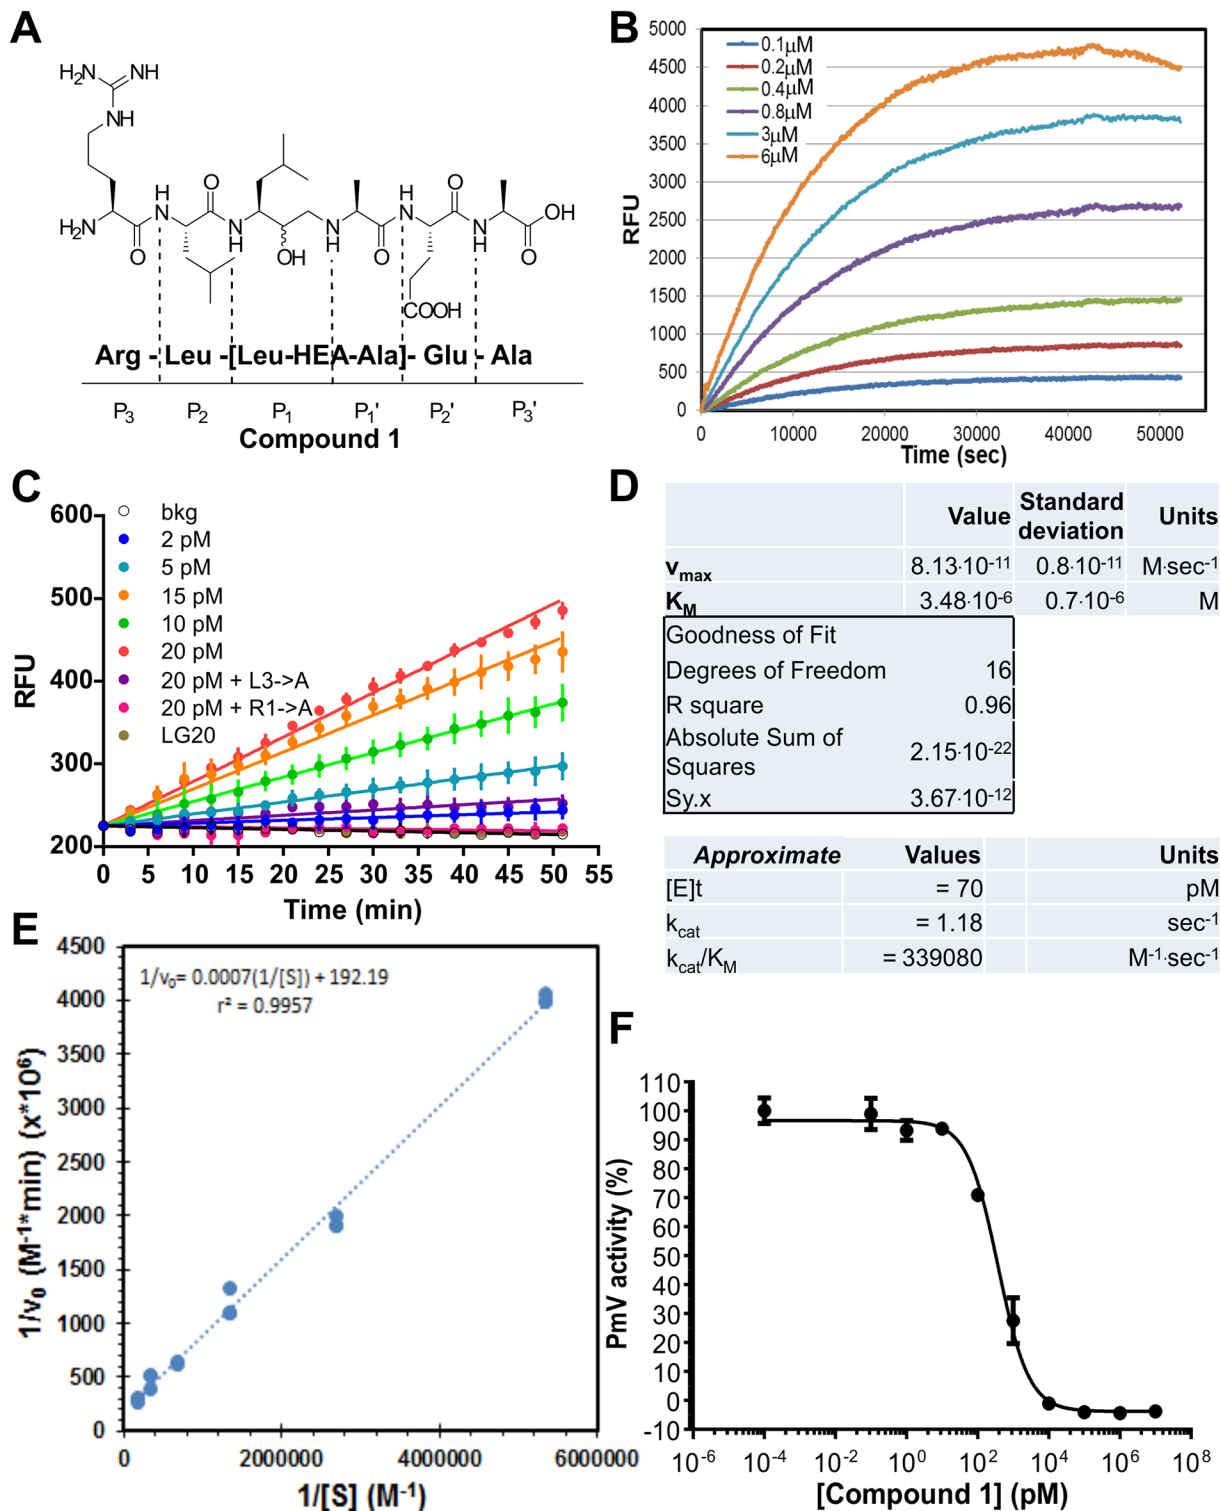 A
H₂N
NH
NH
H₂N
O
H
N
O
N
H
OH
N
H
O
H
N
O
N
H
OH
O
COOH
Arg - Leu -[Leu-HEA-Ala]- Glu - Ala
P₃ P₂ P₁ P₁' P₂' P₃'
Compound 1
B
5000
4500
4000
3500
3000
2500
2000
1500
1000
500
0
RFU
0.1µM
0.2µM
0.4µM
0.8µM
3µM
6µM
0 10000 20000 30000 40000 50000
Time (sec)
C
600
500
400
300
200
RFU
bkg
2 pM
5 pM
15 pM
10 pM
20 pM
20 pM + L3->A
20 pM + R1->A
LG20
0 5 10 15 20 25 30 35 40 45 50 55
Time (min)
D
Value Standard deviation Units
vmax 8.13·10⁻¹¹ 0.8·10⁻¹¹ M·sec⁻¹
KM 3.48·10⁻⁶ 0.7·10⁻⁶ M
Goodness of Fit
Degrees of Freedom 16
R square 0.96
Absolute Sum of
Squares 2.15·10⁻²²
Sy.x 3.67·10⁻¹²
Approximate Values Units
[E]t = 70 pM
kcat = 1.18 sec⁻¹
kcat/KM = 339080 M⁻¹·sec⁻¹
E
4500
4000
3500
3000
2500
2000
1500
1000
500
0
1/v₀ (M⁻¹*min) (x*10⁶)
1/v₀= 0.0007(1/[S]) + 192.19
r² = 0.9957
0 2000000 4000000 6000000
1/[S] (M⁻¹)
F
110
100
90
80
70
60
50
40
30
20
10
0
-10
PmV activity (%)
10⁻⁶ 10⁻⁴ 10⁻² 10⁰ 10² 10⁴ 10⁶ 10⁸
[Compound 1] (pM)